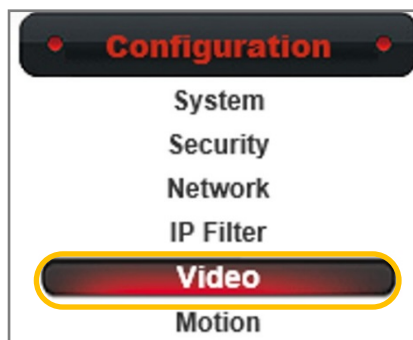 Configuration
System
Security
Network
IP Filter
Video
Motion